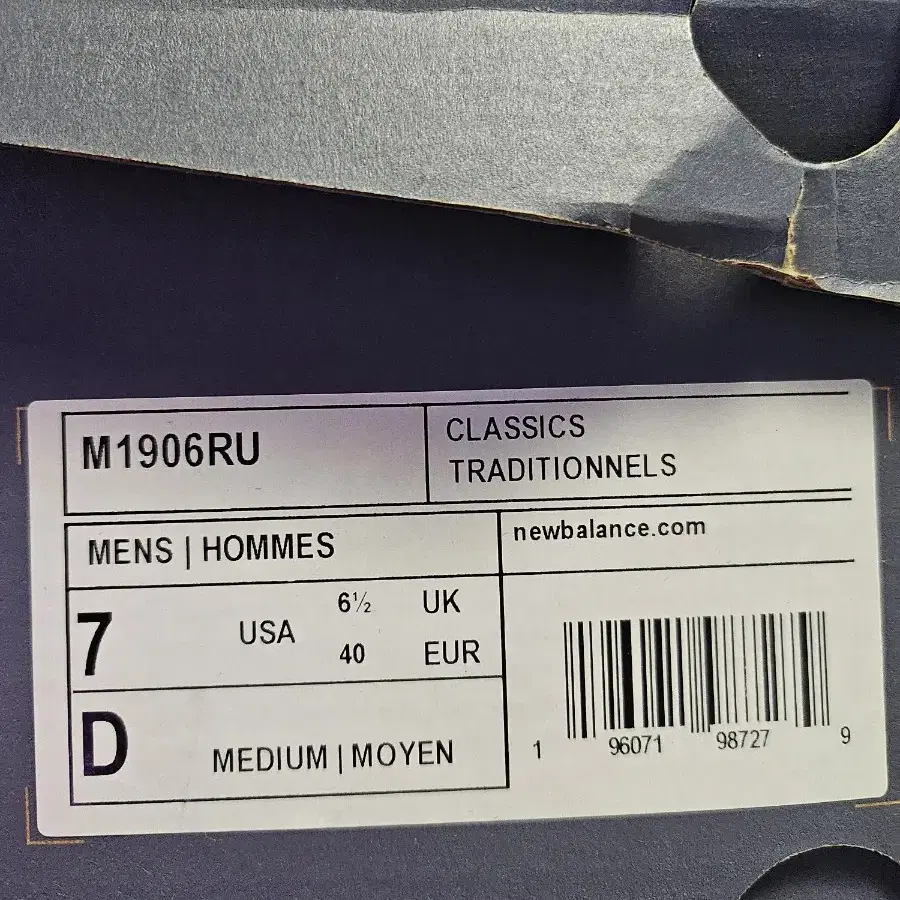 M1906RU
CLASSICS
TRADITIONNELS
MENS | HOMMES
newbalance.com
7 USA 6½ UK
40 EUR
D MEDIUM | MOYEN
1 96071 98727 9